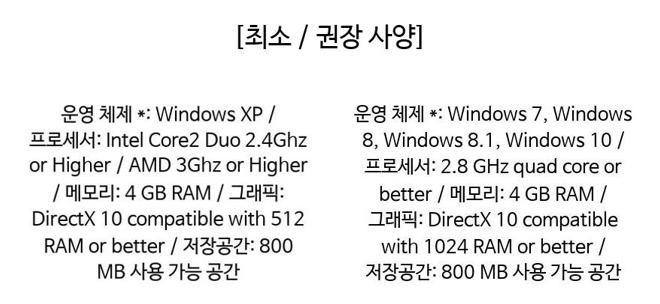 [최소 / 권장 사양]
운영 체제 *: Windows XP /
프로세서: Intel Core2 Duo 2.4Ghz
or Higher / AMD 3Ghz or Higher
/ 메모리: 4 GB RAM / 그래픽:
DirectX 10 compatible with 512
RAM or better / 저장공간: 800
MB 사용 가능 공간
운영 체제 *: Windows 7, Windows
8, Windows 8.1, Windows 10 /
프로세서: 2.8 GHz quad core or
better / 메모리: 4 GB RAM /
그래픽: DirectX 10 compatible
with 1024 RAM or better /
저장공간: 800 MB 사용 가능 공간